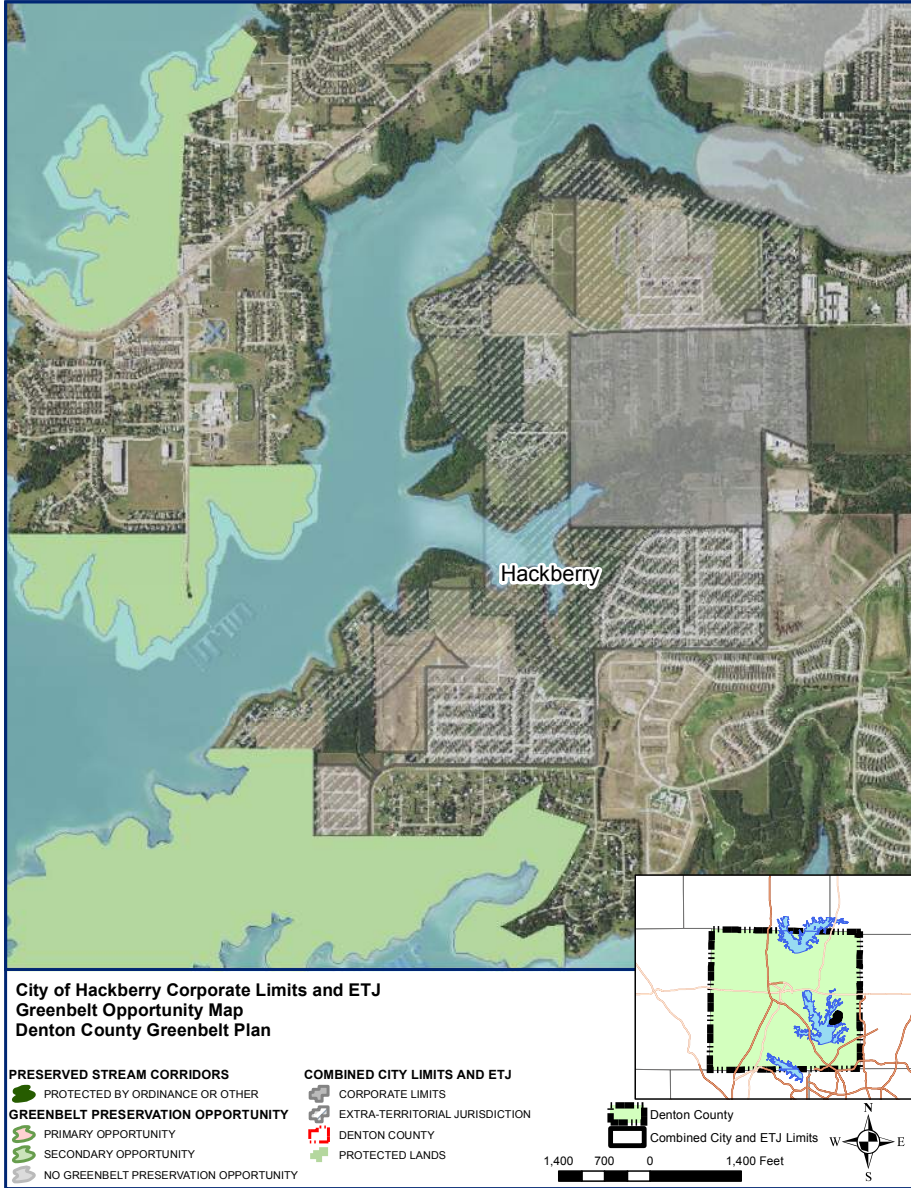 Hackberry
City of Hackberry Corporate Limits and ETJ
Greenbelt Opportunity Map
Denton County Greenbelt Plan
PRESERVED STREAM CORRIDORS
PROTECTED BY ORDINANCE OR OTHER
GREENBELT PRESERVATION OPPORTUNITY
PRIMARY OPPORTUNITY
SECONDARY OPPORTUNITY
NO GREENBELT PRESERVATION OPPORTUNITY
COMBINED CITY LIMITS AND ETJ
CORPORATE LIMITS
EXTRA-TERRITORIAL JURISDICTION
DENTON COUNTY
PROTECTED LANDS
Denton County
Combined City and ETJ Limits
N
W E
S
1,400 700 0 1,400 Feet